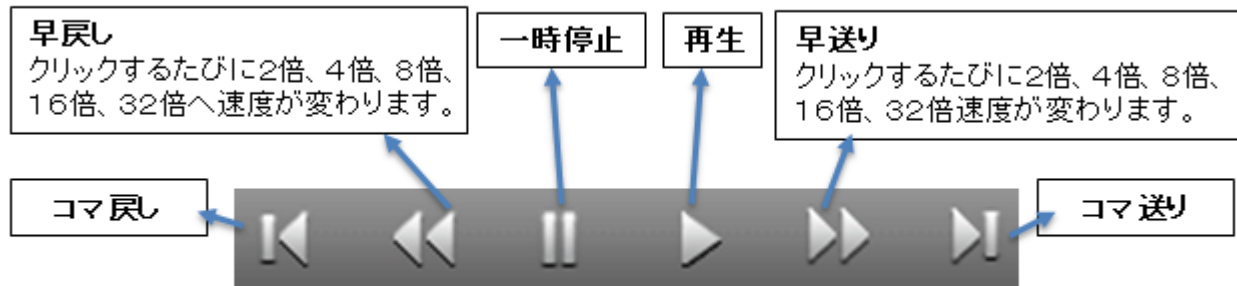 早戻し
クリックするたびに2倍、4倍、8倍、
16倍、32倍へ速度が変わります。
一時停止
再生
早送り
クリックするたびに2倍、4倍、8倍、
16倍、32倍速度が変わります。
コマ戻し
コマ送り